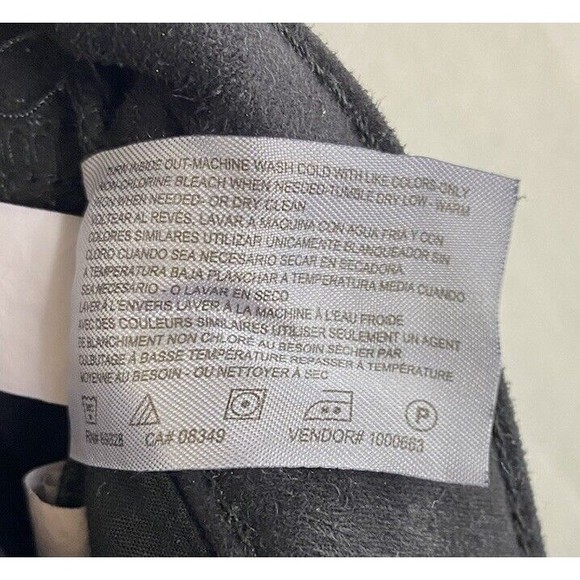 TURN INSIDE OUT-MACHINE WASH COLD WITH LIKE COLORS-ONLY
NON-CHLORINE BLEACH WHEN NEEDED-TUMBLE DRY LOW - WARM
IRON WHEN NEEDED- OR DRY CLEAN
VOLTEAR AL REVÉS. LAVAR A MAQUINA CON AGUA FRIA Y CON
COLORES SIMILARES UTILIZAR UNICAMENTE BLANQUEADOR SIN
CLORO CUANDO SEA NECESARIO SECAR EN SECADORA
A TEMPERATURA BAJA PLANCHAR A TEMPERATURA MEDIA CUANDO
SEA NECESARIO - O LAVAR EN SECO
LAVER À L'ENVERS LAVER À LA MACHINE À L'EAU FROIDE
AVEC DES COULEURS SIMILAIRES UTILISER SEULEMENT UN AGENT
DE BLANCHIMENT NON CHLORÉ AU BESOIN SÉCHER PAR
CULBUTAGE À BASSE TEMPÉRATURE REPASSER À TEMPÉRATURE
MOYENNE AU BESOIN - OU NETTOYER À SEC
P
RN# CA# 06349 VENDOR# 1000663